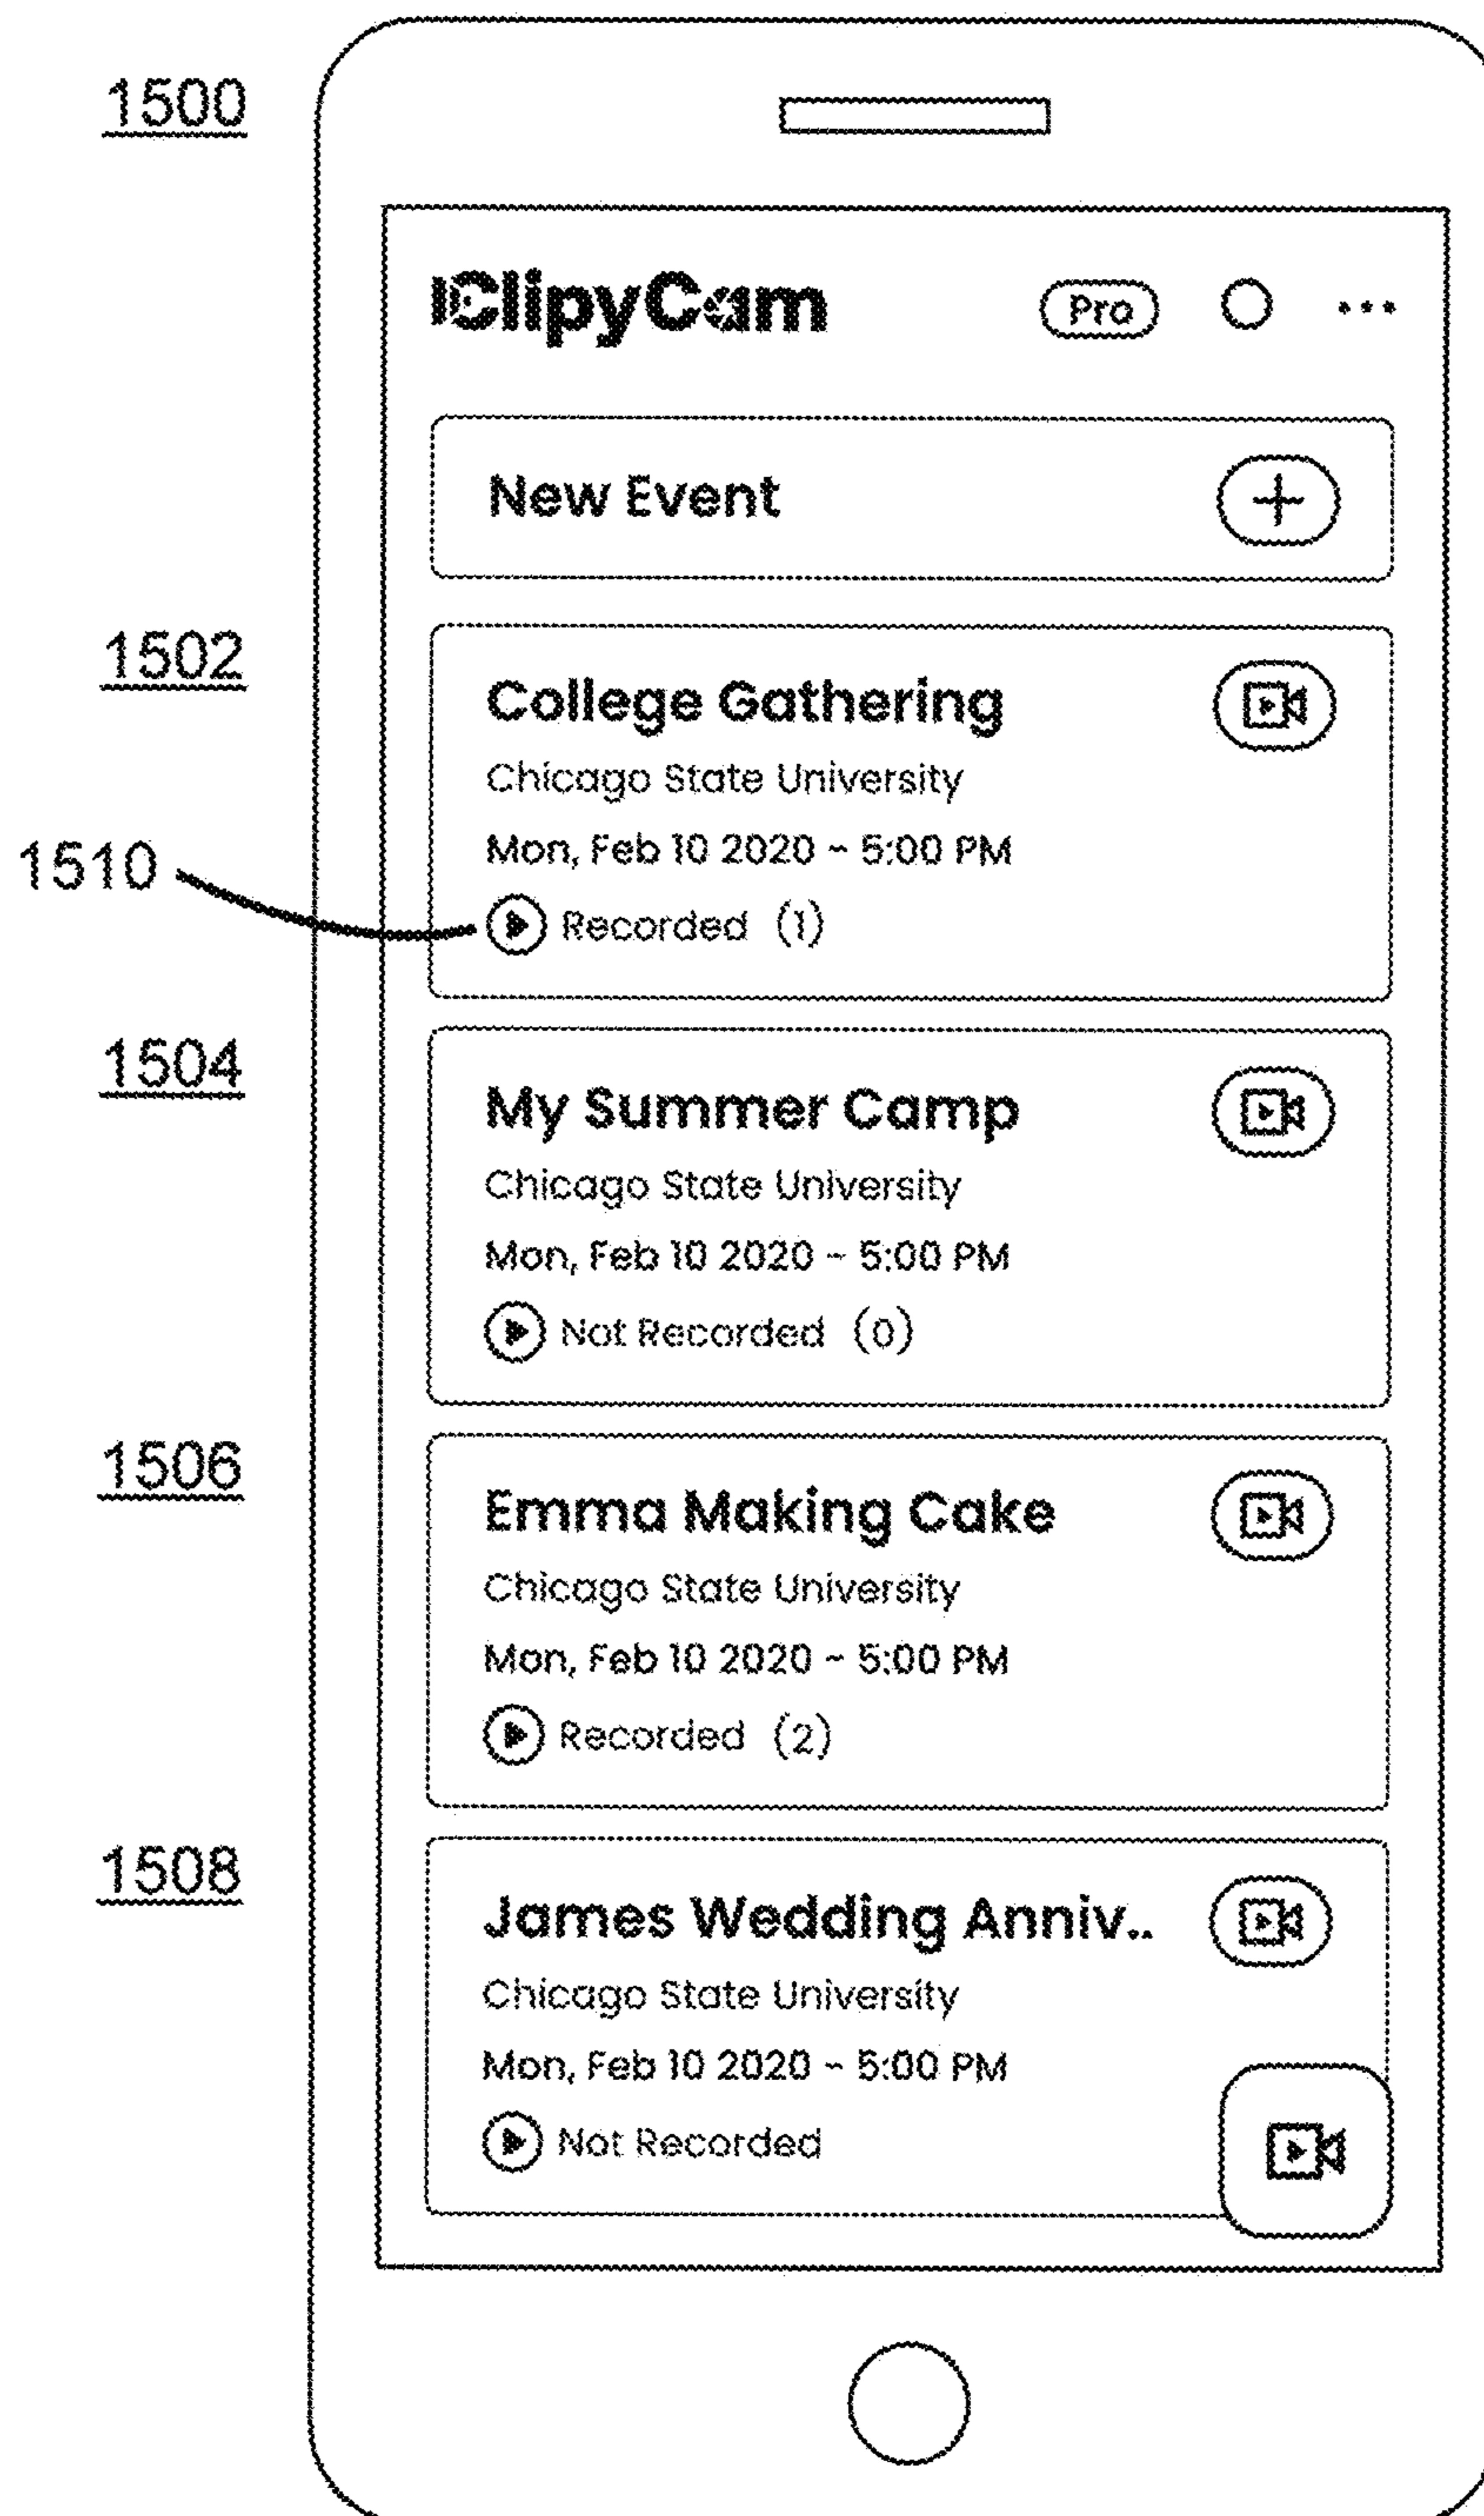 1500
ClipyCam Pro ...
New Event
1502
College Gathering
Chicago State University
Mon, Feb 10 2020 - 5:00 PM
1510
Recorded (1)
1504
My Summer Camp
Chicago State University
Mon, Feb 10 2020 - 5:00 PM
Not Recorded (0)
1506
Emma Making Cake
Chicago State University
Mon, Feb 10 2020 - 5:00 PM
Recorded (2)
1508
James Wedding Anniv..
Chicago State University
Mon, Feb 10 2020 - 5:00 PM
Not Recorded